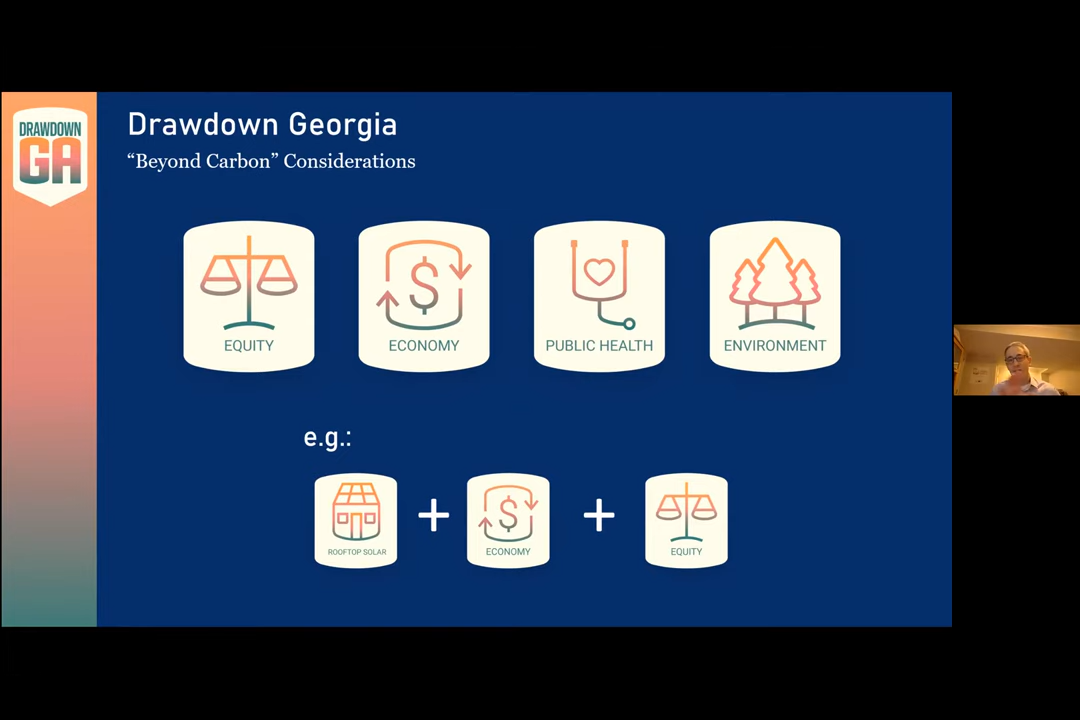 DRAWDOWN
GA
Drawdown Georgia
“Beyond Carbon” Considerations
EQUITY
ECONOMY
PUBLIC HEALTH
ENVIRONMENT
e.g.:
ROOFTOP SOLAR
ECONOMY
EQUITY